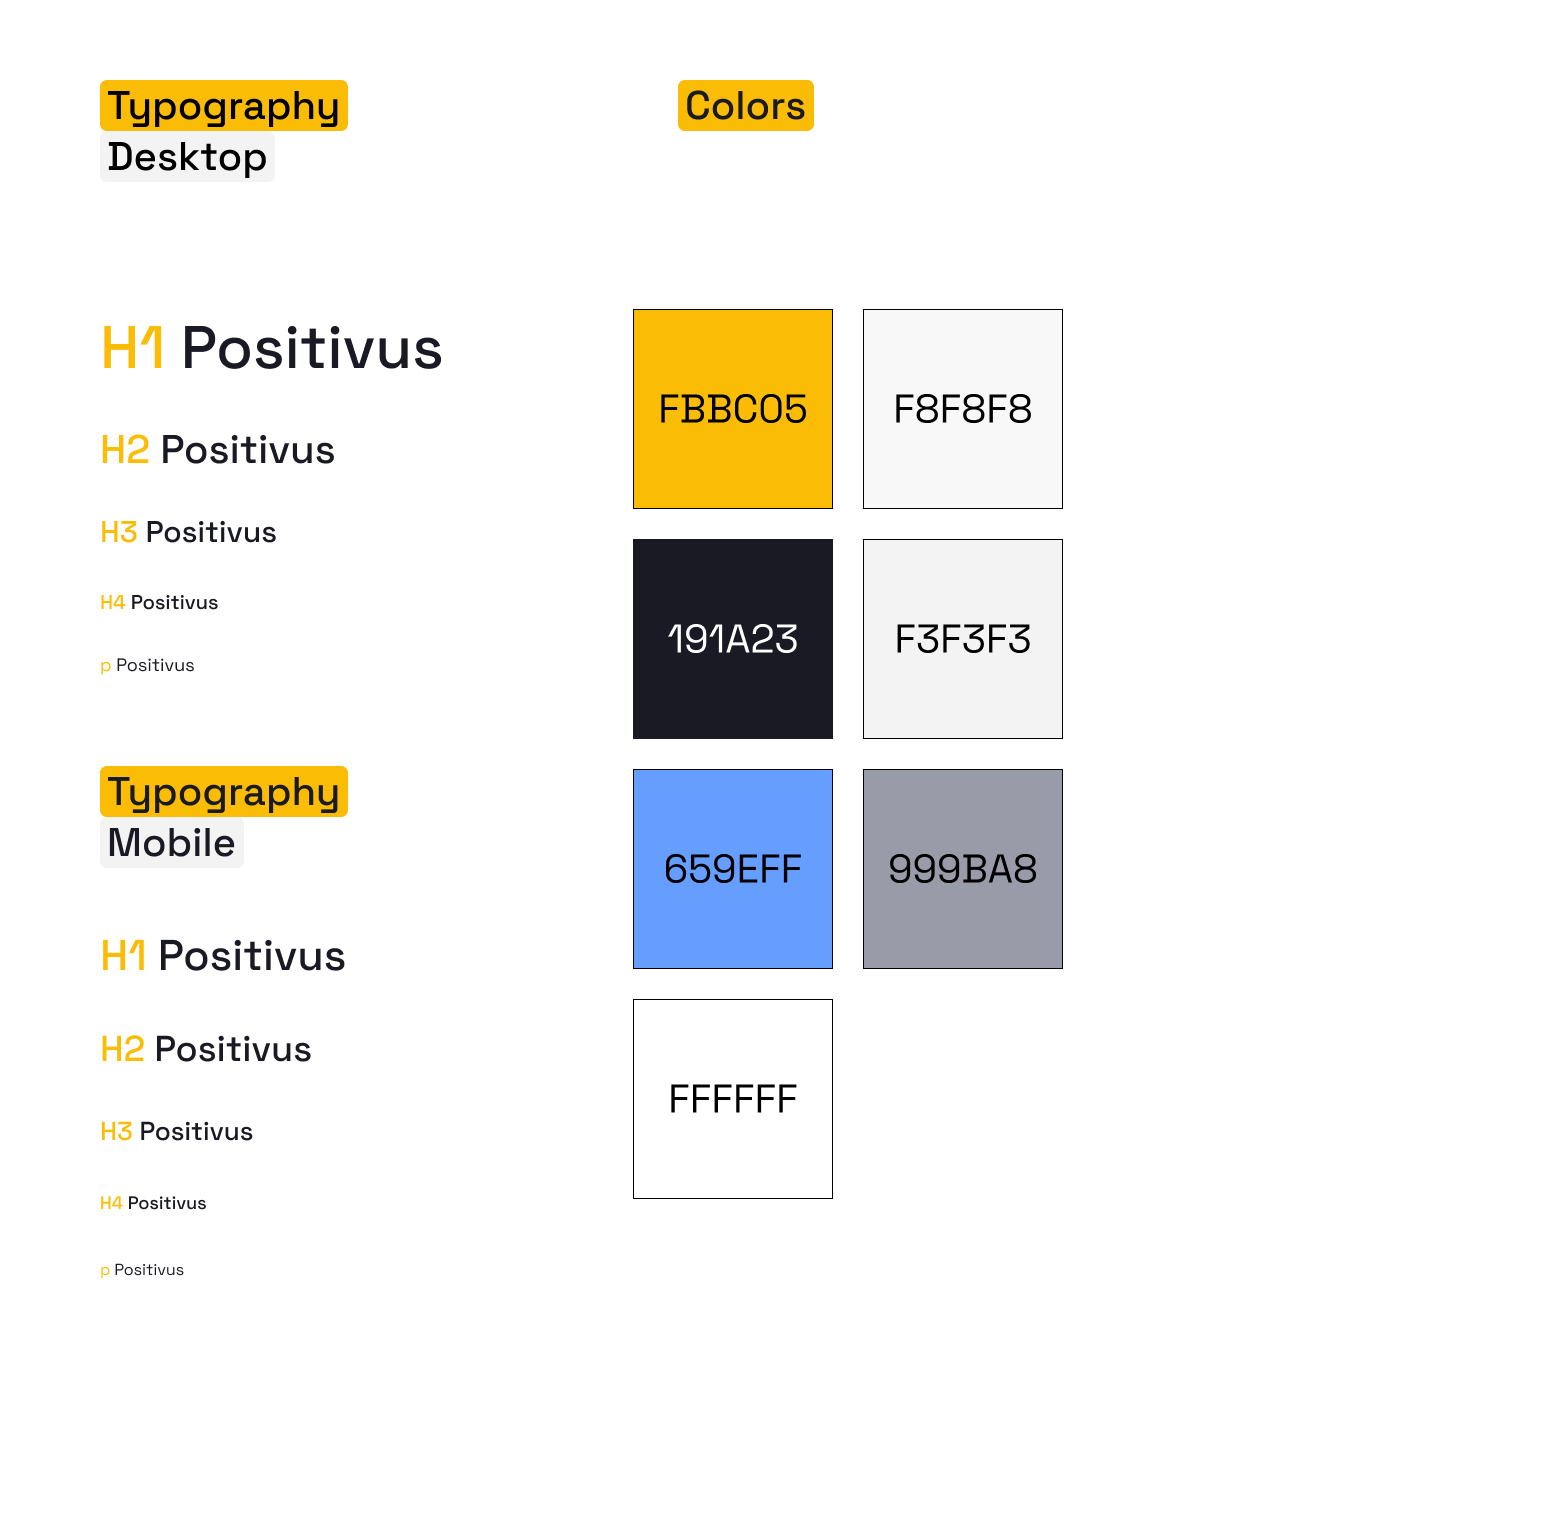 Typography
Desktop
H1 Positivus
H2 Positivus
H3 Positivus
H4 Positivus
p Positivus
Typography
Mobile
H1 Positivus
H2 Positivus
H3 Positivus
H4 Positivus
p Positivus
Colors
FBBC05
F8F8F8
191A23
F3F3F3
659EFF
999BA8
FFFFFF